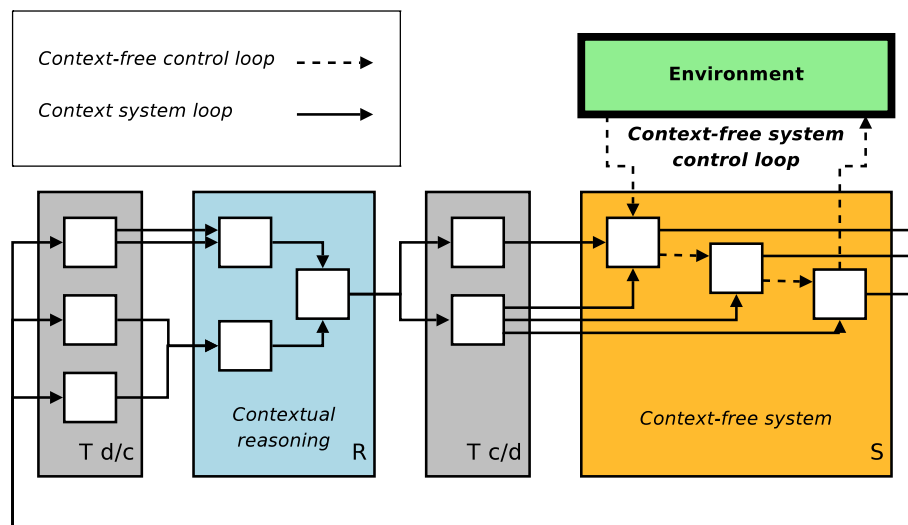 Context-free control loop
Context system loop
Environment
Context-free system
control loop
Contextual
reasoning
Context-free system
T d/c
R
T c/d
S